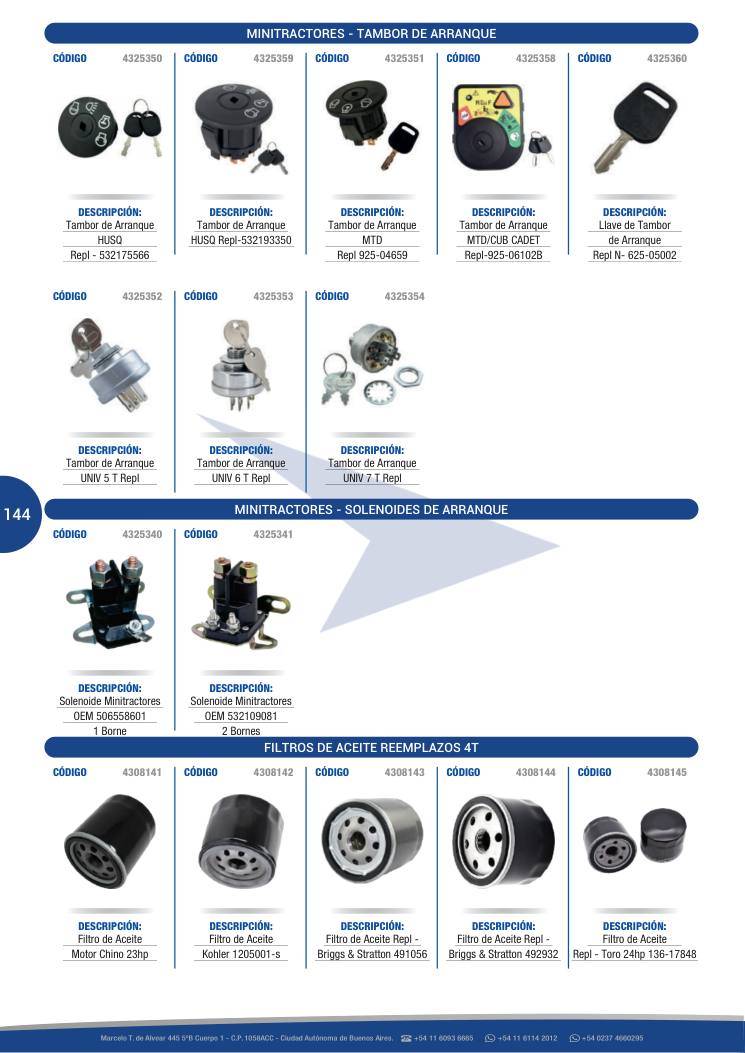 MINITRACTORES - TAMBOR DE ARRANQUE
CÓDIGO 4325350
DESCRIPCIÓN:
Tambor de Arranque
HUSQ
Repl - 532175566
CÓDIGO 4325359
DESCRIPCIÓN:
Tambor de Arranque
HUSQ Repl-532193350
CÓDIGO 4325351
DESCRIPCIÓN:
Tambor de Arranque
MTD
Repl 925-04659
CÓDIGO 4325358
DESCRIPCIÓN:
Tambor de Arranque
MTD/CUB CADET
Repl-925-06102B
CÓDIGO 4325360
DESCRIPCIÓN:
Llave de Tambor
de Arranque
Repl N- 625-05002
CÓDIGO 4325352
DESCRIPCIÓN:
Tambor de Arranque
UNIV 5 T Repl
CÓDIGO 4325353
DESCRIPCIÓN:
Tambor de Arranque
UNIV 6 T Repl
CÓDIGO 4325354
DESCRIPCIÓN:
Tambor de Arranque
UNIV 7 T Repl
144
MINITRACTORES - SOLENOIDES DE ARRANQUE
CÓDIGO 4325340
DESCRIPCIÓN:
Solenoide Minitractores
OEM 506558601
1 Borne
CÓDIGO 4325341
DESCRIPCIÓN:
Solenoide Minitractores
OEM 532109081
2 Bornes
FILTROS DE ACEITE REEMPLAZOS 4T
CÓDIGO 4308141
DESCRIPCIÓN:
Filtro de Aceite
Motor Chino 23hp
CÓDIGO 4308142
DESCRIPCIÓN:
Filtro de Aceite
Kohler 1205001-s
CÓDIGO 4308143
DESCRIPCIÓN:
Filtro de Aceite Repl -
Briggs & Stratton 491056
CÓDIGO 4308144
DESCRIPCIÓN:
Filtro de Aceite Repl -
Briggs & Stratton 492932
CÓDIGO 4308145
DESCRIPCIÓN:
Filtro de Aceite
Repl - Toro 24hp 136-17848
Marcelo T. de Alvear 445 5ºB Cuerpo 1 - C.P. 1058ACC - Ciudad Autónoma de Buenos Aires. +54 11 6093 6665 +54 11 6114 2012 +54 0237 4660295